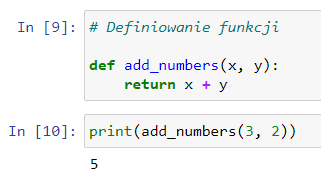 In [9]: # Definiowanie funkcji
def add_numbers(x, y):
    return x + y
In [10]: print(add_numbers(3, 2))
5